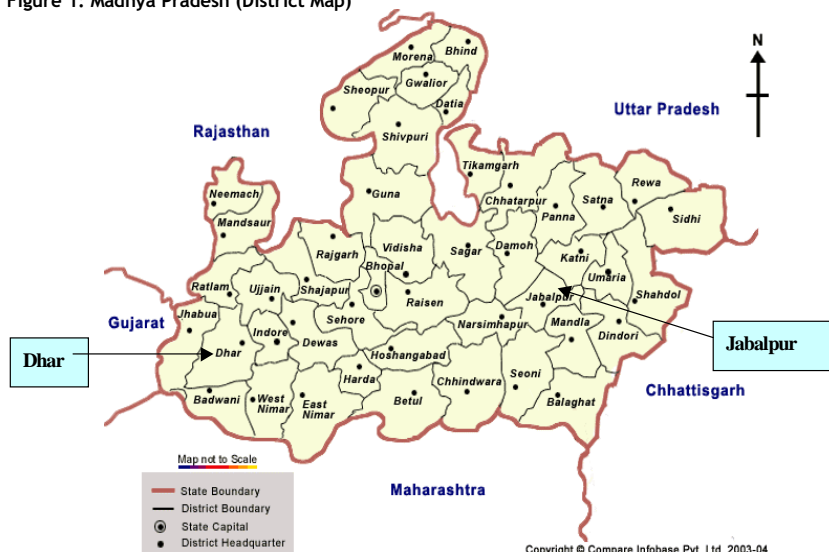 Figure 1: Madhya Pradesh (District Map)
N
Bhind
Morena
Gwalior
Sheopur
Datia
Uttar Pradesh
Rajasthan
Shivpuri
Tikamgarh
Rewa
Neemach
Guna
Chhatarpur
Satna
Panna
Sidhi
Mandsaur
Vidisha
Sagar
Damoh
Rajgarh
Katni
Bhopal
Umaria
Ratlam
Ujjain
Shajapur
Raisen
Jabalpur
Shahdol
Jhabua
Gujarat
Sehore
Narsimhapur
Mandla
Indore
Dindori
Dewas
Jabalpur
Dhar
Dhar
Hoshangabad
Harda
Seoni
Chhindwara
Chhattisgarh
Badwani
West
Nimar
East
Nimar
Betul
Balaghat
Map not to Scale
Maharashtra
State Boundary
District Boundary
State Capital
District Headquarter
Copyright © Compare Infobase Pvt. Ltd. 2003-04